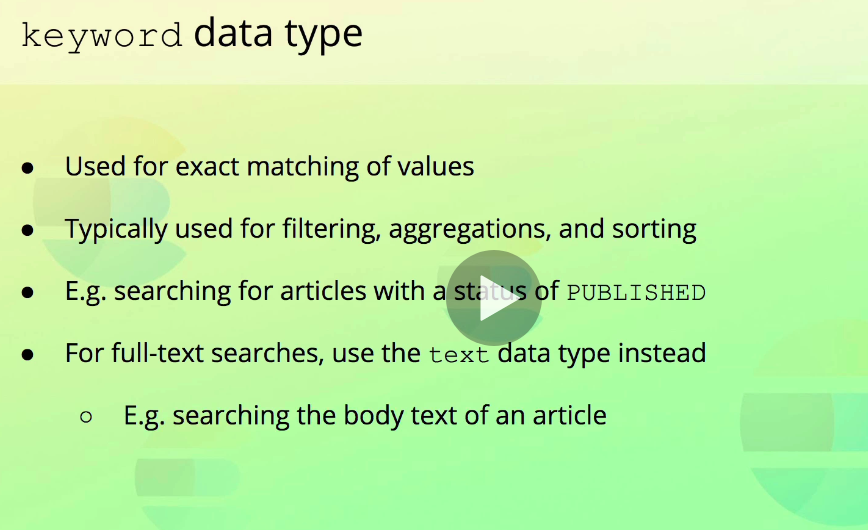 keyword data type
● Used for exact matching of values
● Typically used for filtering, aggregations, and sorting
● E.g. searching for articles with a status of PUBLISHED
● For full-text searches, use the text data type instead
○ E.g. searching the body text of an article